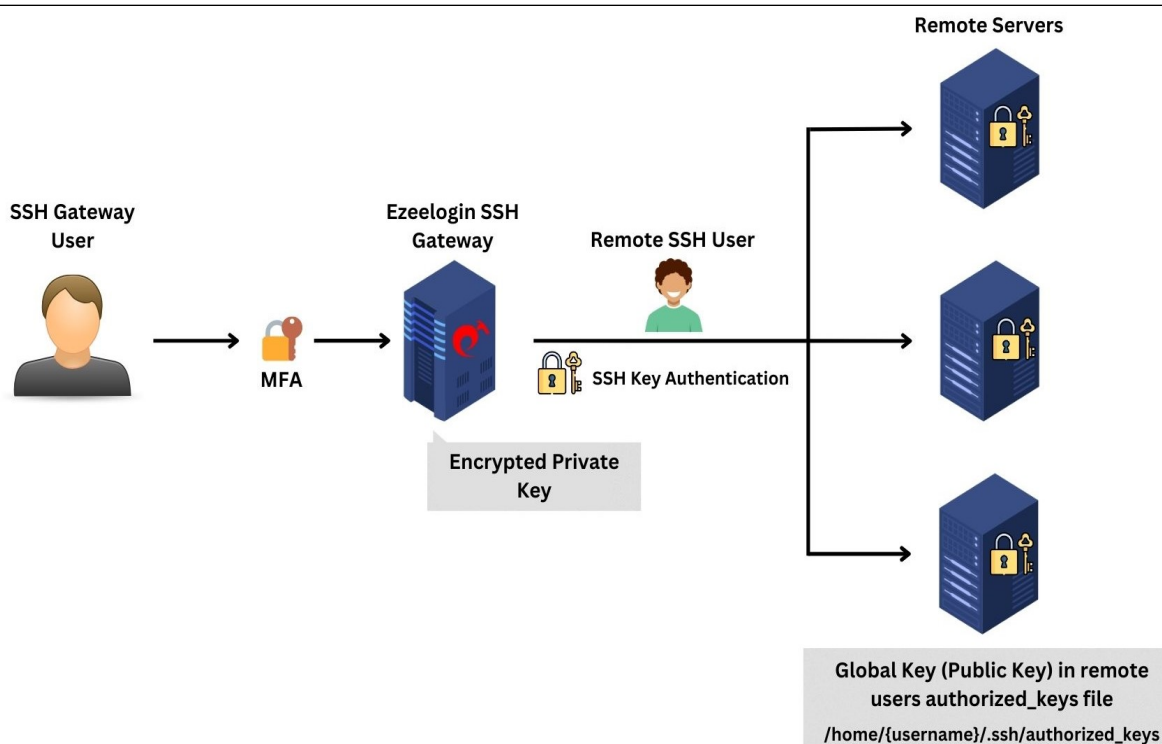 Remote Servers
SSH Gateway
User
Ezeelogin SSH
Gateway
Remote SSH User
MFA
SSH Key Authentication
Encrypted Private
Key
Global Key (Public Key) in remote
users authorized_keys file
/home/{username}/.ssh/authorized_keys